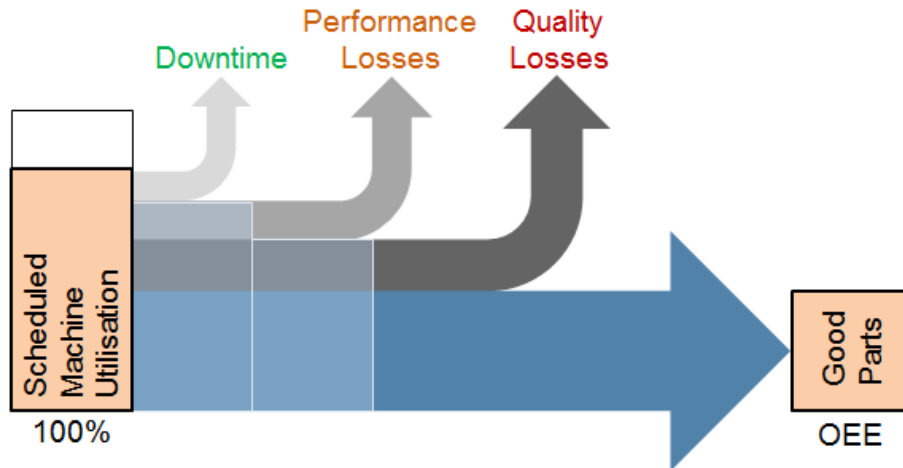 Downtime
Performance
Losses
Quality
Losses
Scheduled
Machine
Utilisation
100%
Good
Parts
OEE